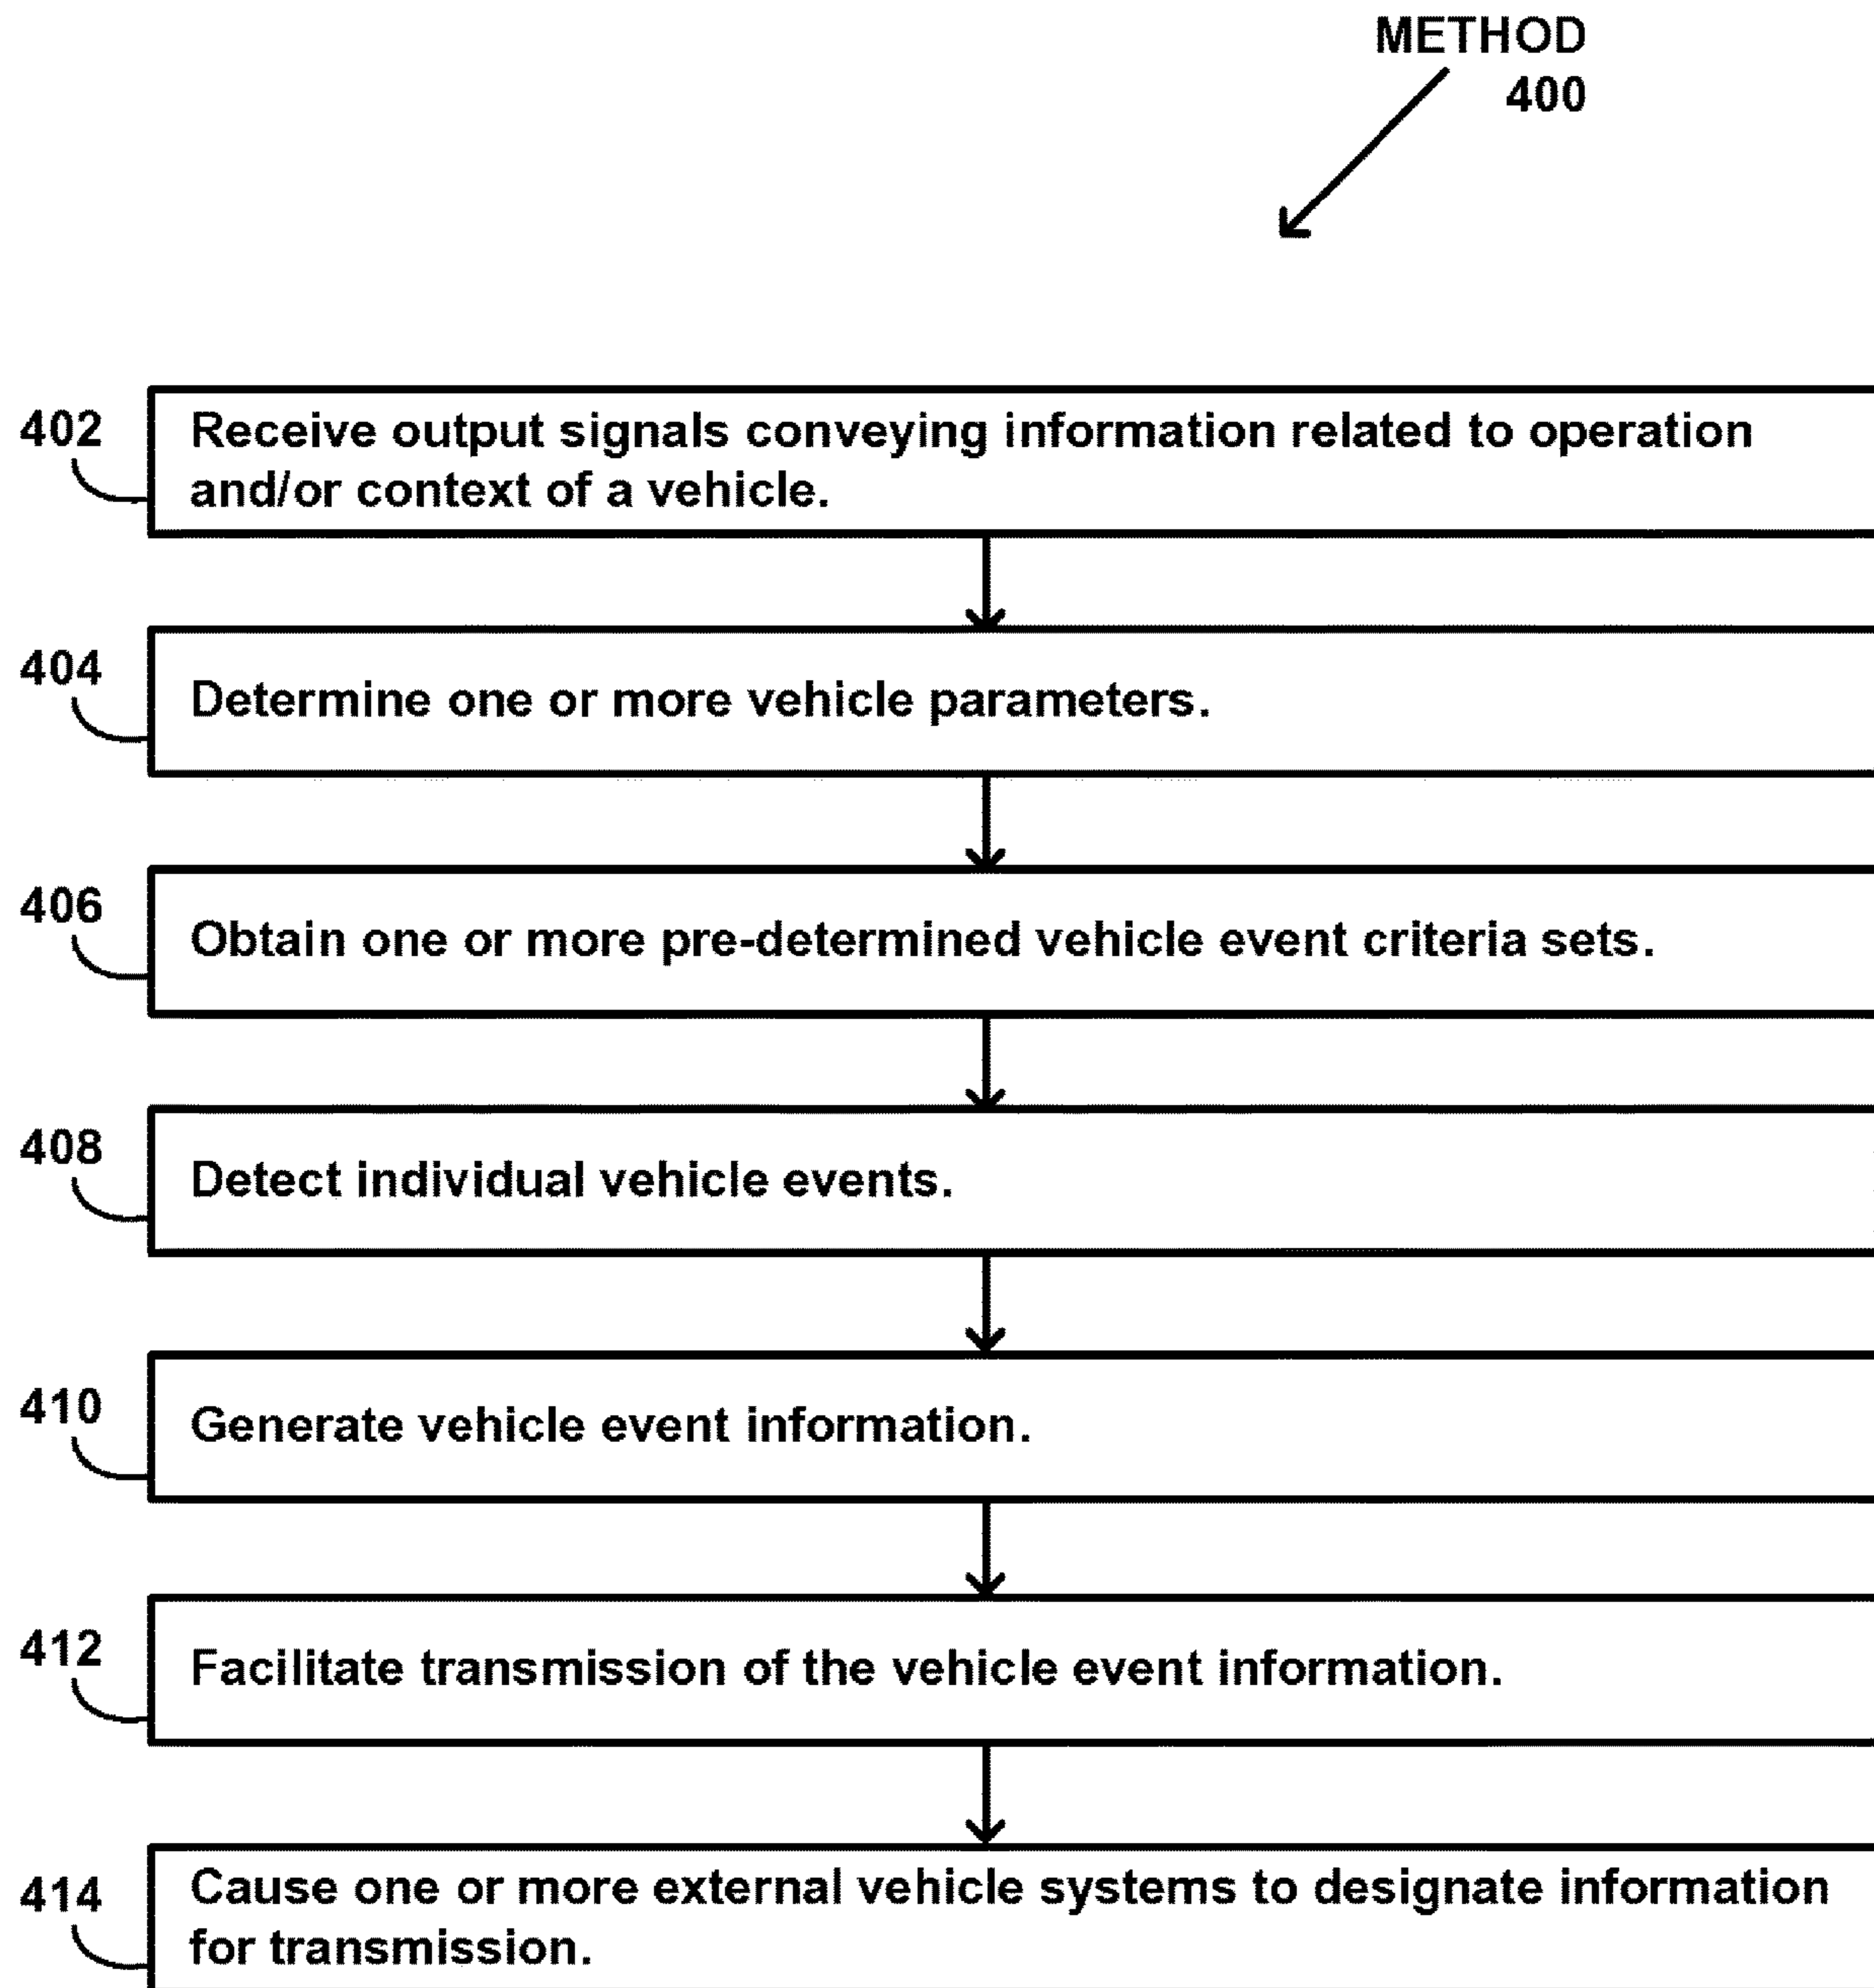 METHOD
400
402
Receive output signals conveying information related to operation
and/or context of a vehicle.
404
Determine one or more vehicle parameters.
406
Obtain one or more pre-determined vehicle event criteria sets.
408
Detect individual vehicle events.
410
Generate vehicle event information.
412
Facilitate transmission of the vehicle event information.
414
Cause one or more external vehicle systems to designate information
for transmission.